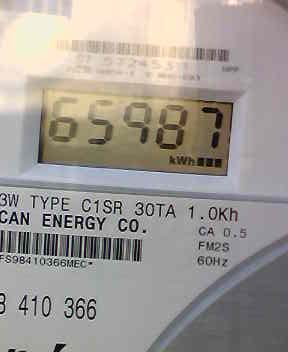 65987
kWh
3W TYPE C1SR 30TA 1.0Kh
CAN ENERGY CO.
CA 0.5
FM2S
60Hz
FS98410366MEC*
8 410 366